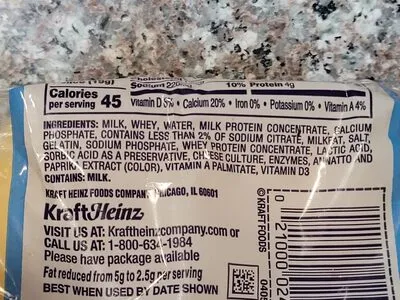 Calories
per serving 45
10% Protein 4g
Vitamin D 5% • Calcium 20% • Iron 0% • Potassium 0% • Vitamin A 4%
INGREDIENTS: MILK, WHEY, WATER, MILK PROTEIN CONCENTRATE, CALCIUM
PHOSPHATE, CONTAINS LESS THAN 2% OF SODIUM CITRATE, MILKFAT, SALT,
GELATIN, SODIUM PHOSPHATE, WHEY PROTEIN CONCENTRATE, LACTIC ACID,
SORBIC ACID AS A PRESERVATIVE, CHEESE CULTURE, ENZYMES, ANNATTO AND
PAPRIKA EXTRACT (COLOR), VITAMIN A PALMITATE, VITAMIN D3
CONTAINS: MILK.
KRAFT HEINZ FOODS COMPANY CHICAGO, IL 60601
KraftHeinz
VISIT US AT: Kraftheinzcompany.com or
CALL US AT: 1-800-634-1984
Please have package available
Fat reduced from 5g to 2.5g per serving
BEST WHEN USED BY DATE SHOWN
© KRAFT FOODS
0 21000 02